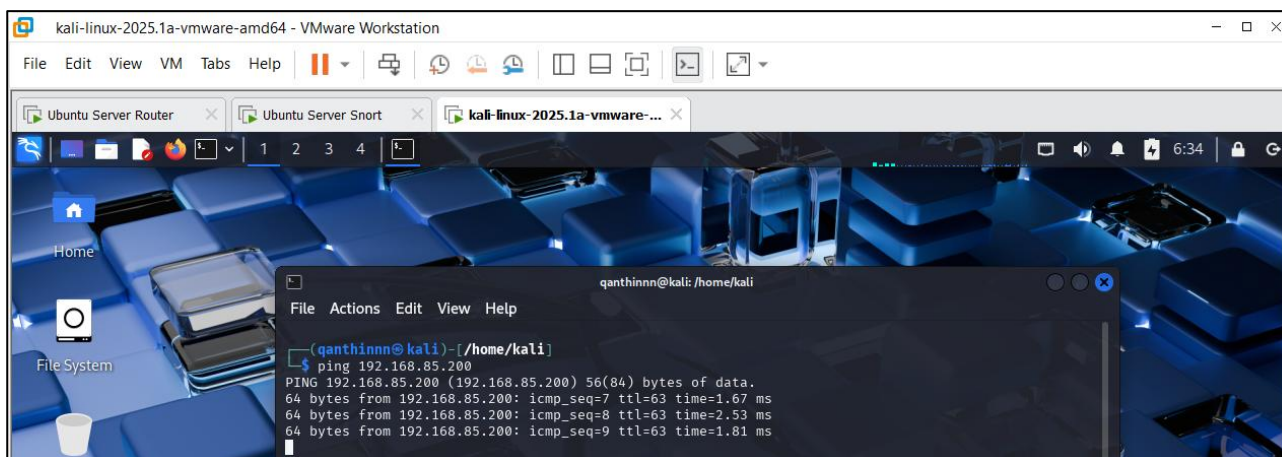 kali-linux-2025.1a-vmware-amd64 - VMware Workstation
File Edit View VM Tabs Help
Ubuntu Server Router Ubuntu Server Snort kali-linux-2025.1a-vmware-...
1 2 3 4 6:34
Home
qanthinnn@kali: /home/kali
File Actions Edit View Help
(qanthinnn㉿kali)-[/home/kali]
$ ping 192.168.85.200
File System
PING 192.168.85.200 (192.168.85.200) 56(84) bytes of data.
64 bytes from 192.168.85.200: icmp_seq=7 ttl=63 time=1.67 ms
64 bytes from 192.168.85.200: icmp_seq=8 ttl=63 time=2.53 ms
64 bytes from 192.168.85.200: icmp_seq=9 ttl=63 time=1.81 ms